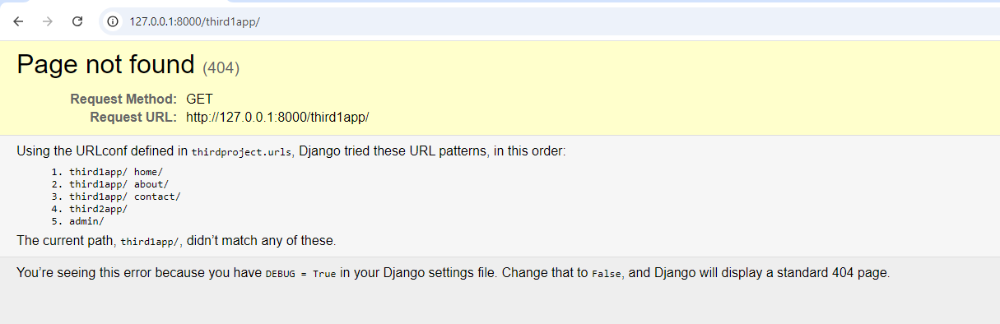 127.0.0.1:8000/third1app/
Page not found (404)
Request Method: GET
Request URL: http://127.0.0.1:8000/third1app/
Using the URLconf defined in thirdproject.urls, Django tried these URL patterns, in this order:
1. third1app/ home/
2. third1app/ about/
3. third1app/ contact/
4. third2app/
5. admin/
The current path, third1app/, didn’t match any of these.
You’re seeing this error because you have DEBUG = True in your Django settings file. Change that to False, and Django will display a standard 404 page.